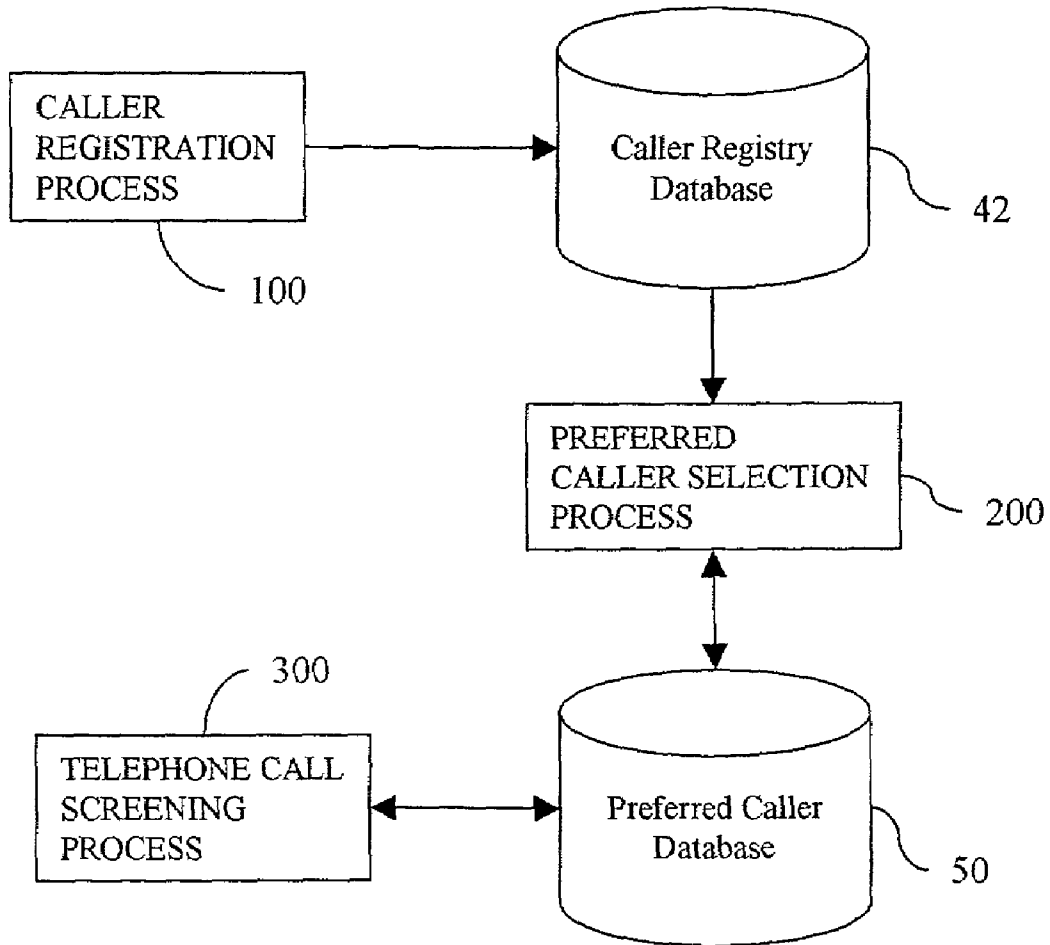 CALLER
REGISTRATION
PROCESS
100
Caller Registry
Database
42
PREFERRED
CALLER SELECTION
PROCESS
200
300
TELEPHONE CALL
SCREENING
PROCESS
Preferred Caller
Database
50